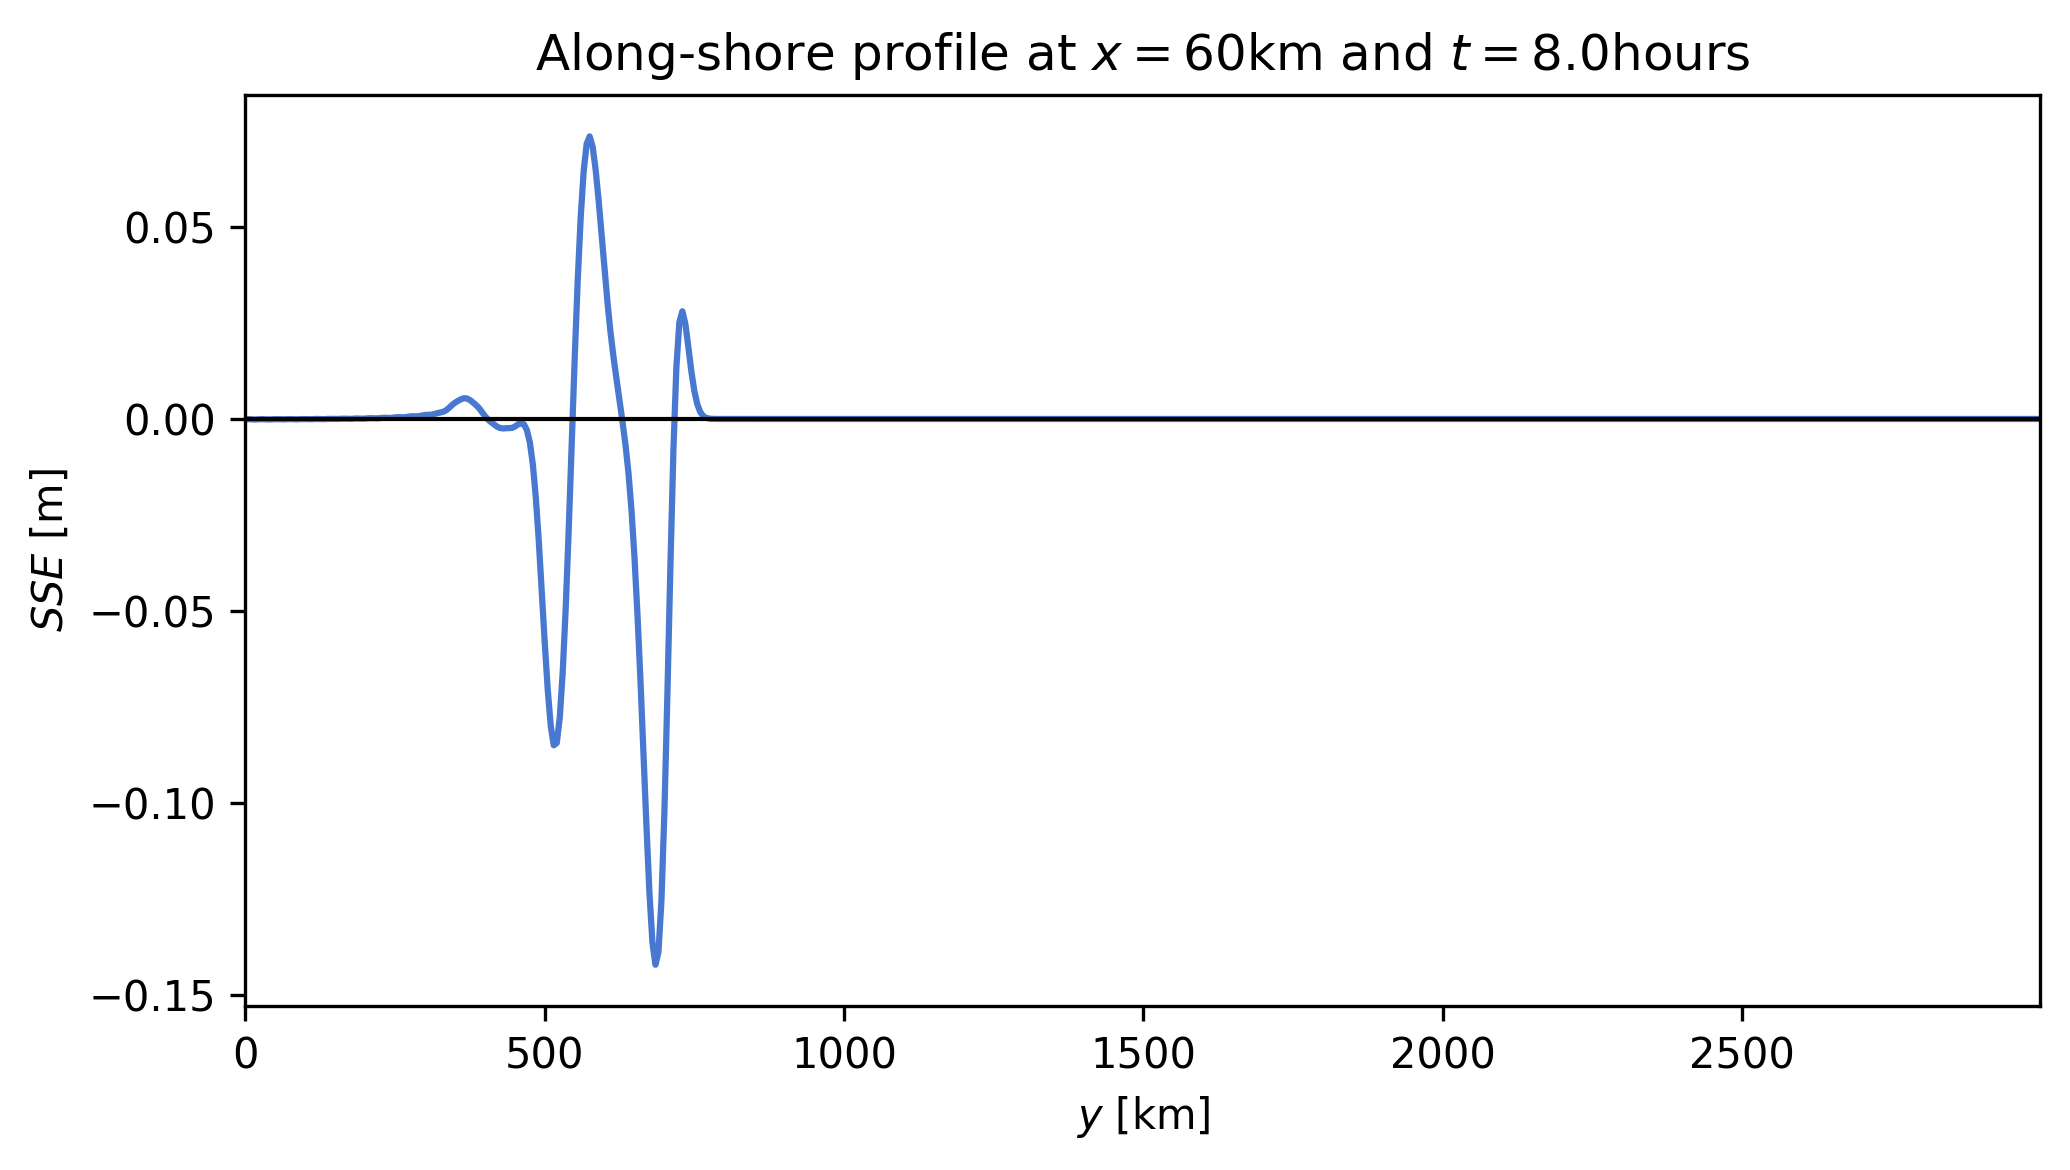 Along-shore profile at x = 60km and t = 8.0hours
SSE [m]
0.05
0.00
−0.05
−0.10
−0.15
0 500 1000 1500 2000 2500
y [km]